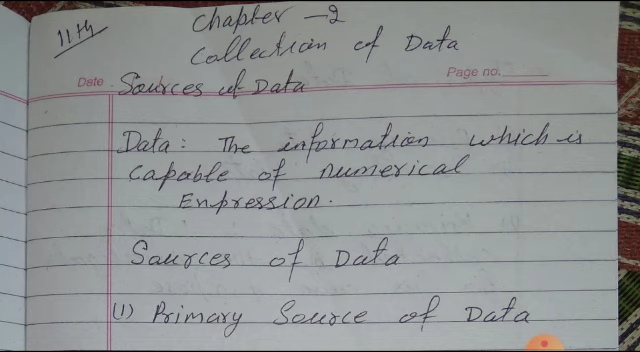 11th
Chapter - 2
Collection of Data
Date
Page no.
Sources of Data
Data: The information which is
capable of numerical
Enpression.
Sources of Data
(1) Primary Source of Data